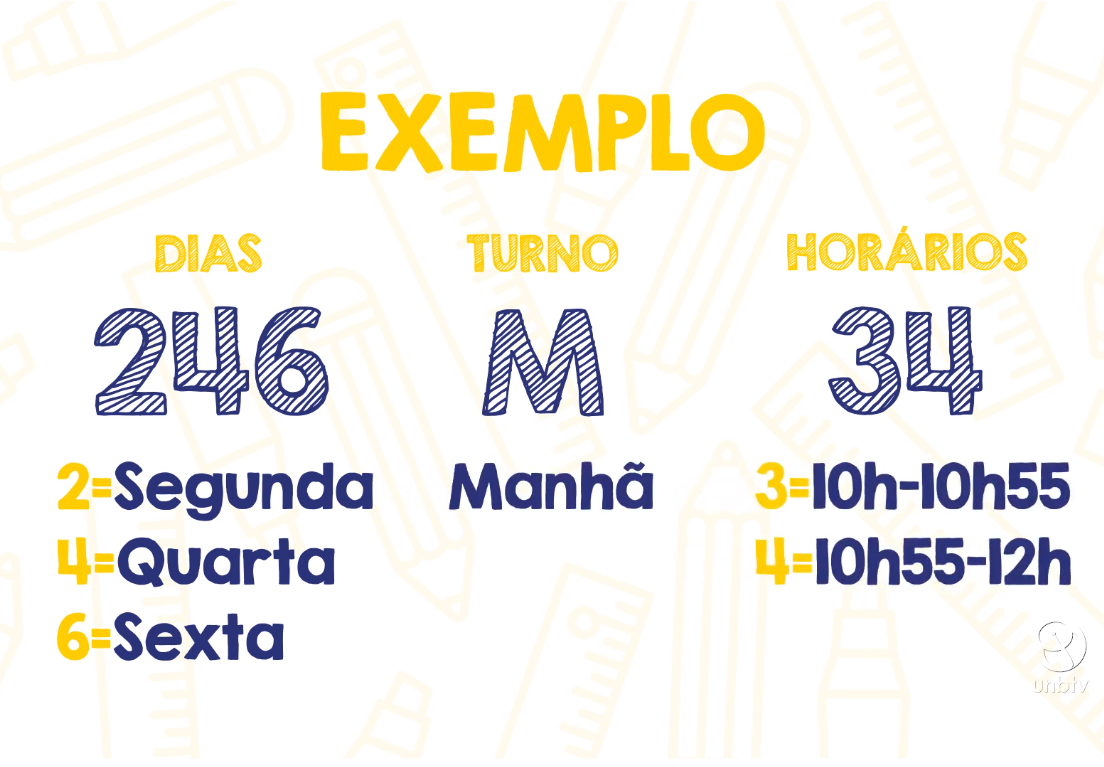 EXEMPLO
DIAS
246
2=Segunda
4=Quarta
6=Sexta
TURNO
M
Manhã
HORÁRIOS
34
3=10h-10h55
4=10h55-12h
unbtv